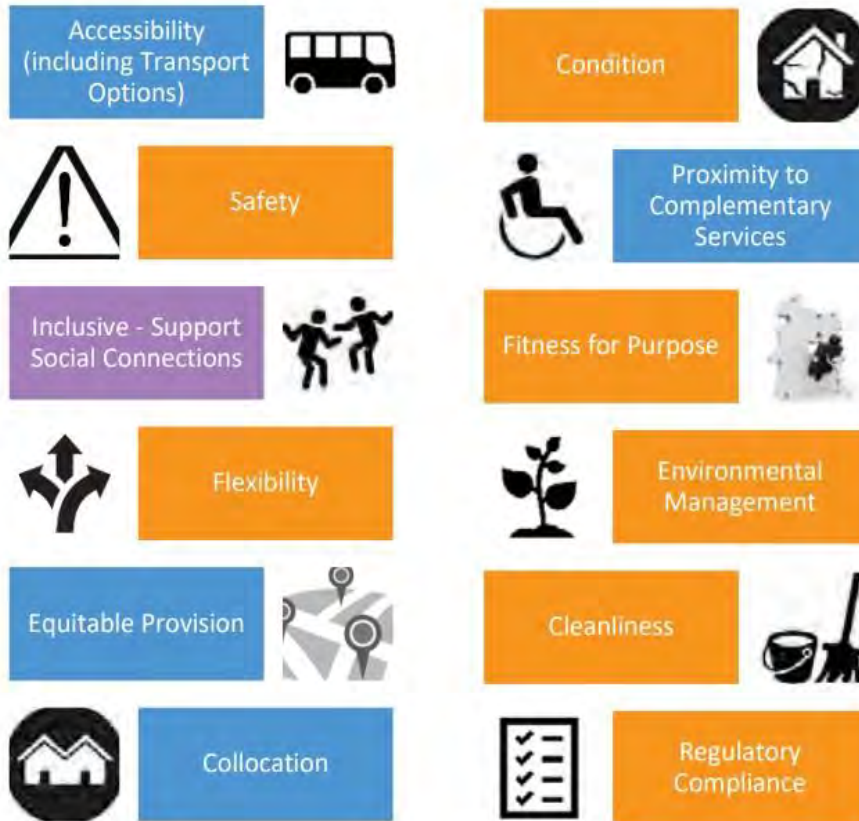 Accessibility
(including Transport
Options)
Condition
Safety
Proximity to
Complementary
Services
Inclusive - Support
Social Connections
Fitness for Purpose
Flexibility
Environmental
Management
Equitable Provision
Cleanliness
Collocation
Regulatory
Compliance